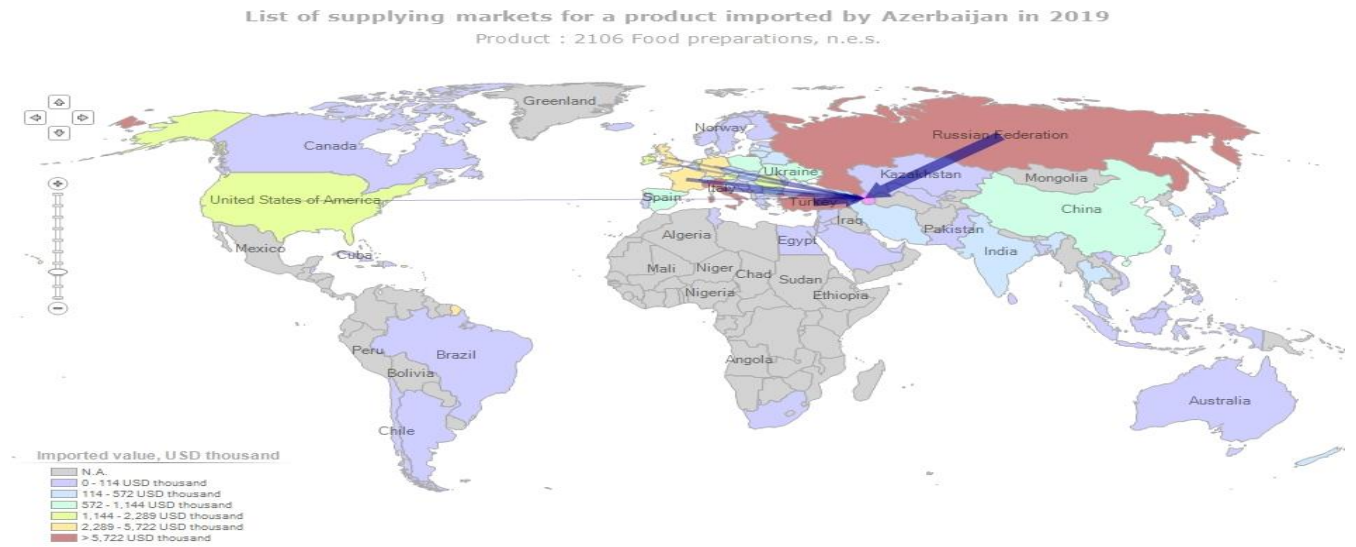 List of supplying markets for a product imported by Azerbaijan in 2019
Product : 2106 Food preparations, n.e.s.
Greenland
Norway
Russian Federation
Canada
Ukraine
Kazakhstan
Mongolia
Italy
Spain
Turkey
United States of America
China
Iraq
Algeria
Pakistan
Egypt
Mexico
Cuba
India
Mali
Niger
Chad
Sudan
Nigeria
Ethiopia
Peru
Brazil
Angola
Bolivia
Australia
Chile
Imported value, USD thousand
N.A.
0 - 114 USD thousand
114 - 572 USD thousand
572 - 1,144 USD thousand
1,144 - 2,289 USD thousand
2,289 - 5,722 USD thousand
> 5,722 USD thousand